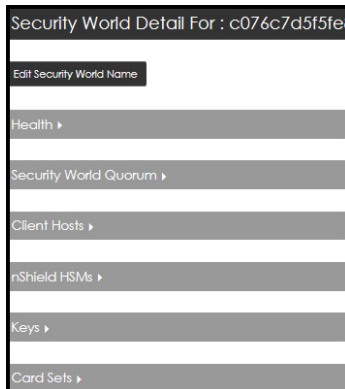 Security World Detail For : c076c7d5f5fe
Edit Security World Name
Health
Security World Quorum
Client Hosts
nShield HSMs
Keys
Card Sets